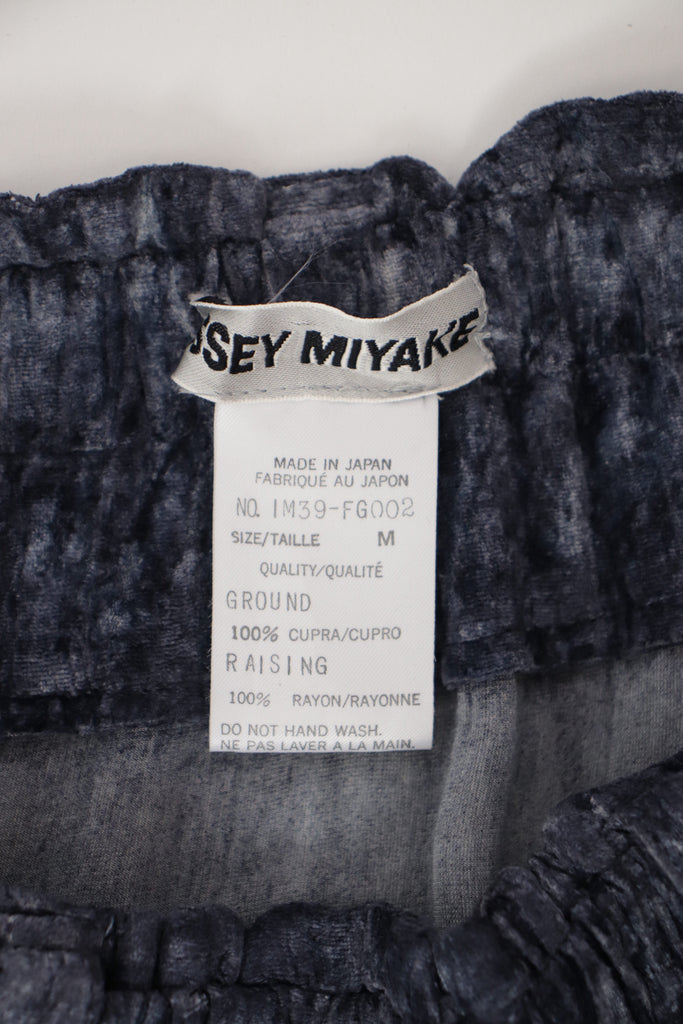 SSEY MIYAKE
MADE IN JAPAN
FABRIQUÉ AU JAPON
NO. IM39-FG002
SIZE/TAILLE M
QUALITY/QUALITÉ
GROUND
100% CUPRA/CUPRO
RAISING
100% RAYON/RAYONNE
DO NOT HAND WASH.
NE PAS LAVER A LA MAIN.